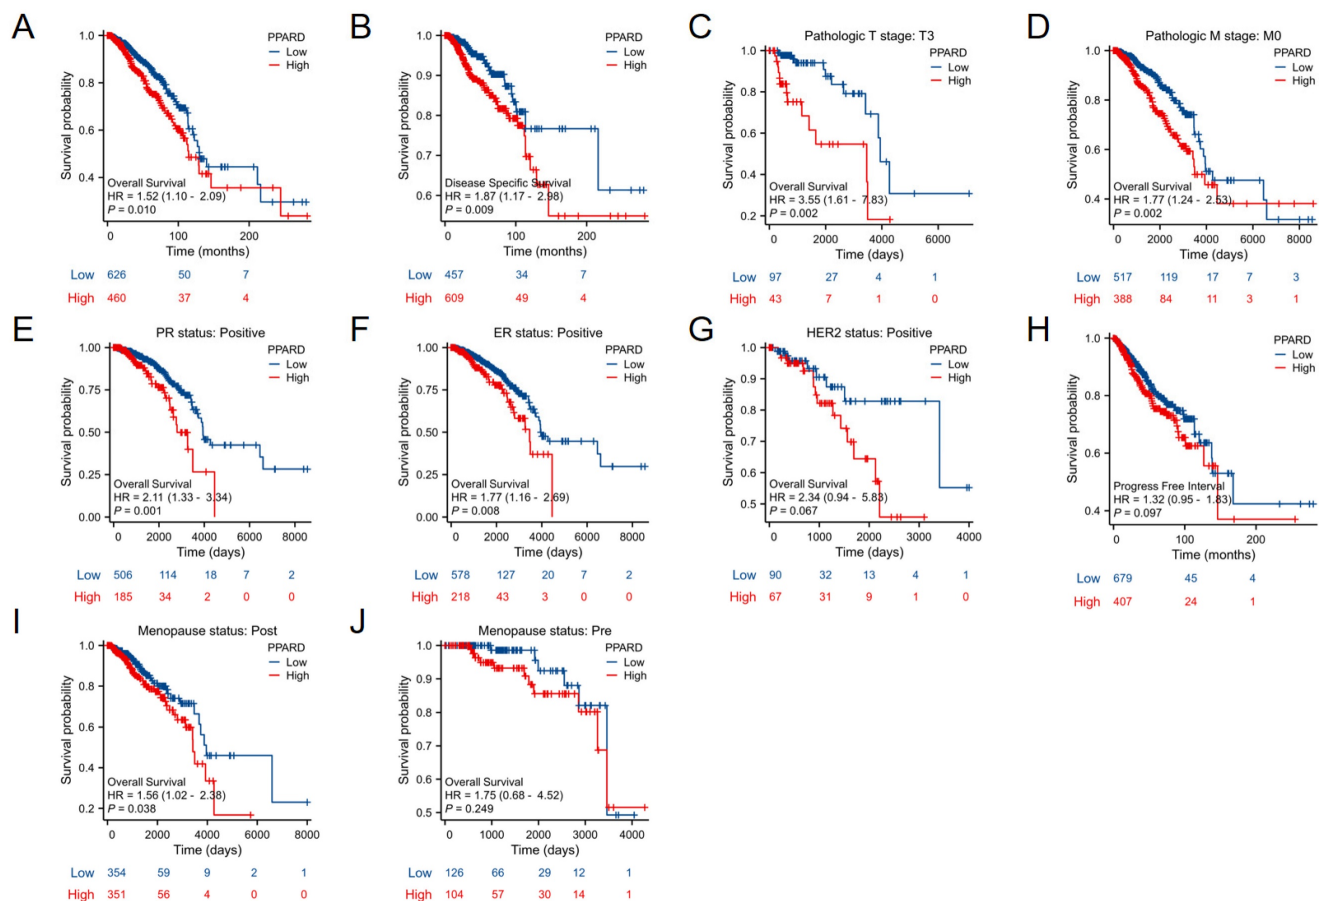 A
PPARD
Low
High
Survival probability
1.0
0.8
0.6
0.4
Overall Survival
HR = 1.52 (1.10 - 2.09)
P = 0.010
0 100 200
Time (months)
Low 626 50 7
High 460 37 4
B
PPARD
Low
High
Survival probability
1.0
0.9
0.8
0.7
0.6
Disease Specific Survival
HR = 1.87 (1.17 - 2.98)
P = 0.009
0 100 200
Time (months)
Low 457 34 7
High 609 49 4
C
Pathologic T stage: T3
PPARD
Low
High
Survival probability
1.0
0.8
0.6
0.4
0.2
Overall Survival
HR = 3.55 (1.61 - 7.83)
P = 0.002
0 2000 4000 6000
Time (days)
Low 97 27 4 1
High 43 7 1 0
D
Pathologic M stage: M0
PPARD
Low
High
Survival probability
1.0
0.8
0.6
0.4
Overall Survival
HR = 1.77 (1.24 - 2.53)
P = 0.002
0 2000 4000 6000 8000
Time (days)
Low 517 119 17 7 3
High 388 84 11 3 1
E
PR status: Positive
PPARD
Low
High
Survival probability
1.00
0.75
0.50
0.25
0.00
Overall Survival
HR = 2.11 (1.33 - 3.34)
P = 0.001
0 2000 4000 6000 8000
Time (days)
Low 506 114 18 7 2
High 185 34 2 0 0
F
ER status: Positive
PPARD
Low
High
Survival probability
1.00
0.75
0.50
0.25
0.00
Overall Survival
HR = 1.77 (1.16 - 2.69)
P = 0.008
0 2000 4000 6000 8000
Time (days)
Low 578 127 20 7 2
High 218 43 3 0 0
G
HER2 status: Positive
PPARD
Low
High
Survival probability
1.0
0.9
0.8
0.7
0.6
0.5
Overall Survival
HR = 2.34 (0.94 - 5.83)
P = 0.067
0 1000 2000 3000 4000
Time (days)
Low 90 32 13 4 1
High 67 31 9 1 0
H
PPARD
Low
High
Survival probability
1.0
0.8
0.6
0.4
Progress Free Interval
HR = 1.32 (0.95 - 1.83)
P = 0.097
0 100 200
Time (months)
Low 679 45 4
High 407 24 1
I
Menopause status: Post
PPARD
Low
High
Survival probability
1.0
0.8
0.6
0.4
0.2
Overall Survival
HR = 1.56 (1.02 - 2.38)
P = 0.038
0 2000 4000 6000 8000
Time (days)
Low 354 59 9 2 1
High 351 56 4 0 0
J
Menopause status: Pre
PPARD
Low
High
Survival probability
1.0
0.9
0.8
0.7
0.6
0.5
Overall Survival
HR = 1.75 (0.68 - 4.52)
P = 0.249
0 1000 2000 3000 4000
Time (days)
Low 126 66 29 12 1
High 104 57 30 14 1